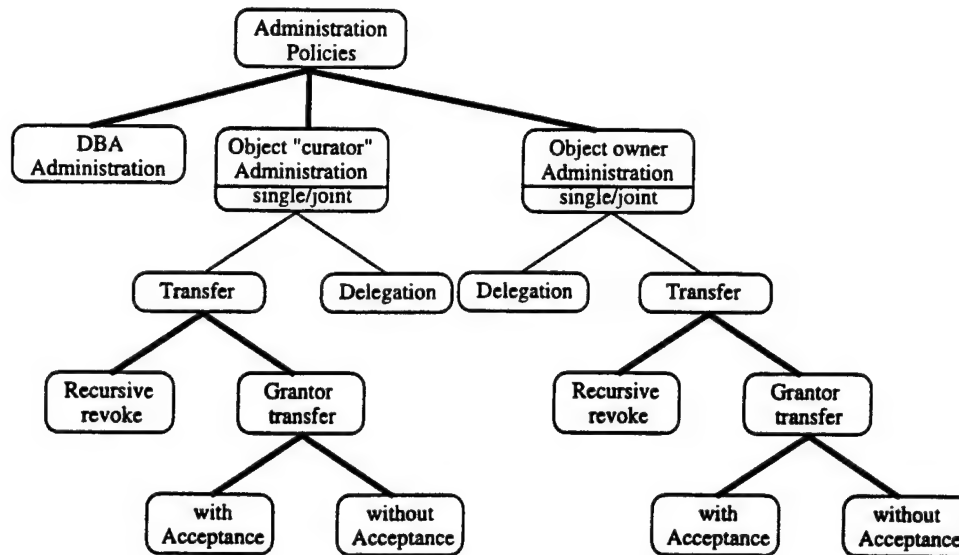 Administration
Policies
DBA
Administration
Object "curator"
Administration
single/joint
Object owner
Administration
single/joint
Transfer
Delegation
Delegation
Transfer
Recursive
revoke
Grantor
transfer
Recursive
revoke
Grantor
transfer
with
Acceptance
without
Acceptance
with
Acceptance
without
Acceptance